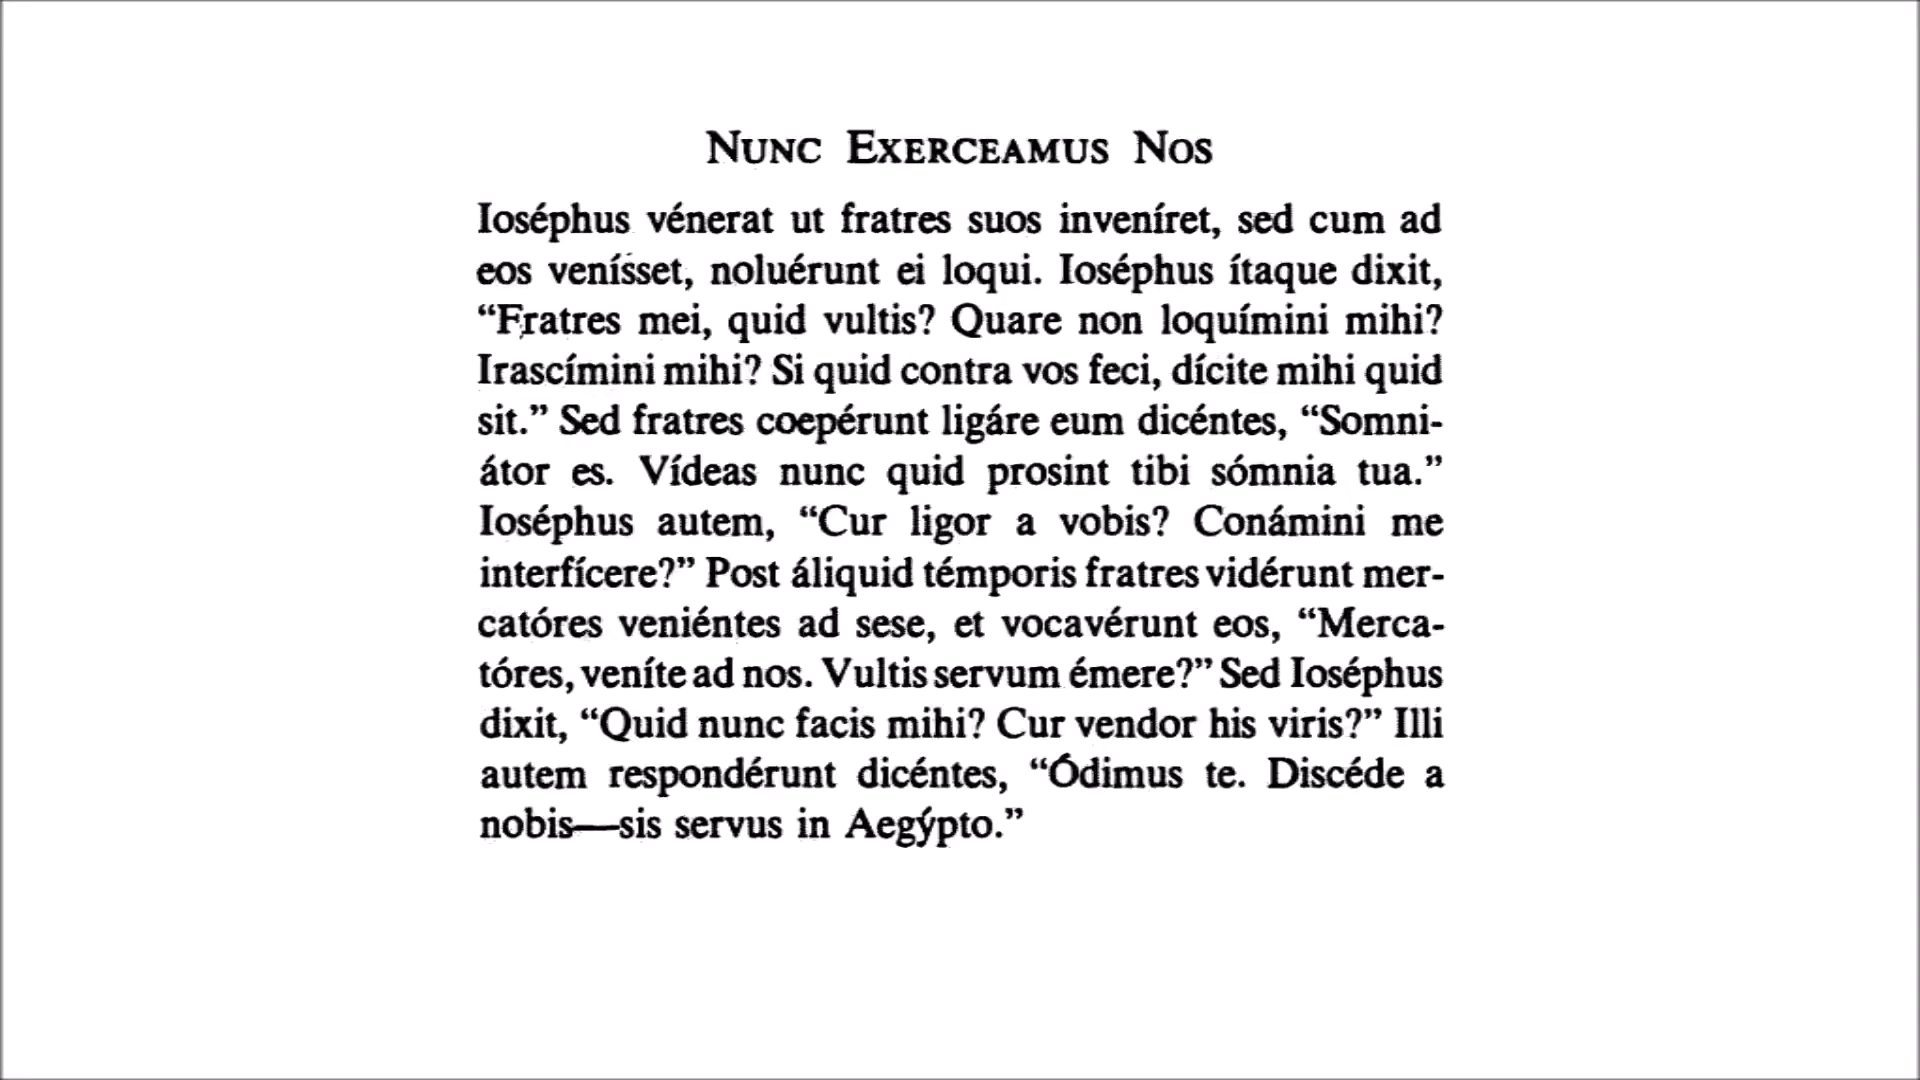 NUNC EXERCEAMUS NOS
Ioséphus vénerat ut fratres suos inveníret, sed cum ad
eos venísset, noluérunt ei loqui. Ioséphus ítaque dixit,
“Fratres mei, quid vultis? Quare non loquímini mihi?
Irascímini mihi? Si quid contra vos feci, dícite mihi quid
sit.” Sed fratres coepérunt ligáre eum dicéntes, “Somni-
átor es. Vídeas nunc quid prosint tibi sómnia tua.”
Ioséphus autem, “Cur ligor a vobis? Conámini me
interfícere?” Post áliquid témporis fratres vidérunt mer-
catóres veniéntes ad sese, et vocavérunt eos, “Merca-
tóres, veníte ad nos. Vultis servum émere?” Sed Ioséphus
dixit, “Quid nunc facis mihi? Cur vendor his viris?” Illi
autem respondérunt dicéntes, “Ódimus te. Discéde a
nobis—sis servus in Aegýpto.”